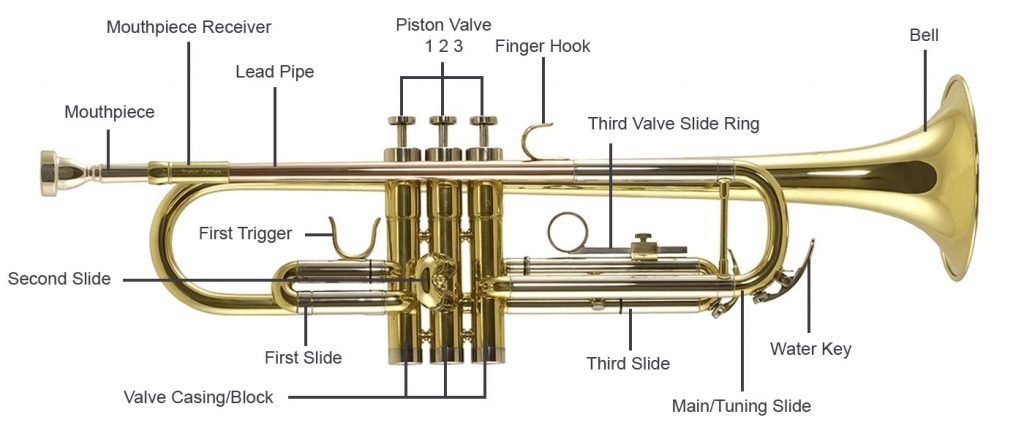 Mouthpiece Receiver
Piston Valve
1 2 3
Finger Hook
Bell
Lead Pipe
Mouthpiece
Third Valve Slide Ring
First Trigger
Second Slide
First Slide
Third Slide
Water Key
Valve Casing/Block
Main/Tuning Slide